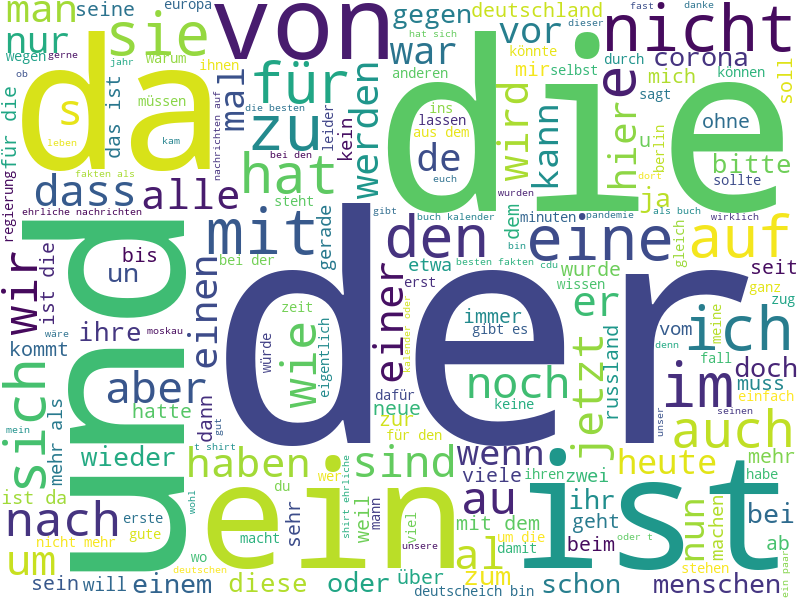 man
seine
europa
sie
von
gegen
deutschland
vor
hat sich
dieser
fast
danke
nicht
nur
wegen
gerne
da
für
war
könnte
durch
corona
ob
jahr
warum
ihnen
anderen
mir
selbst
mich
können
s
das ist
müssen
mal
zu
die besten
werden
kein
ins
lassen
aus dem
wird
kann
hier
e
sagt
soll
die
für die
leben
nachrichten auf
leider
de
u
ohne
berlin
bitte
fakten als
kam
bei den
hat
euch
sollte
dort
dass
alle
steht
wurden
ja
regierung
ehrliche nachrichten
mit
gerade
gibt
buch kalender
dem
minuten
pandemie
als buch
wirklich
wir
bis
den
bin
eine
auf
ist die
un
einen
bei der
etwa
besten fakten
cdu
wurde
gleich
seit
und
der
einer
erst
wissen
er
ganz
zug
wäre
ihre
moskau
zeit
immer
gibt es
vom
ich
meine
kommt
würde
wie
eigentlich
kalender oder
jetzt
russland
denn
fall
doch
sich
aber
noch
im
muss
mehr als
hatte
dann
gut
dafür
neue
keine
unser
einfach
seinen
mein
zur
für den
auch
wieder
t shirt
haben
sind
wenn
heute
mehr
ist da
wohl
ein
du
wer
shirt ehrliche
weil
mann
viel
viele
ihren
zwei
ist
habe
nach
erste
gute
sehr
au
ihr
nun
machen
bei
nicht mehr
wo
macht
unsere
mit dem
um die
damit
geht
beim
oder t
stehen
ab
um
deutschen
al
zum
ein paar
sein
will
einem
diese
oder
über
deutsche
ich bin
schon
menschen